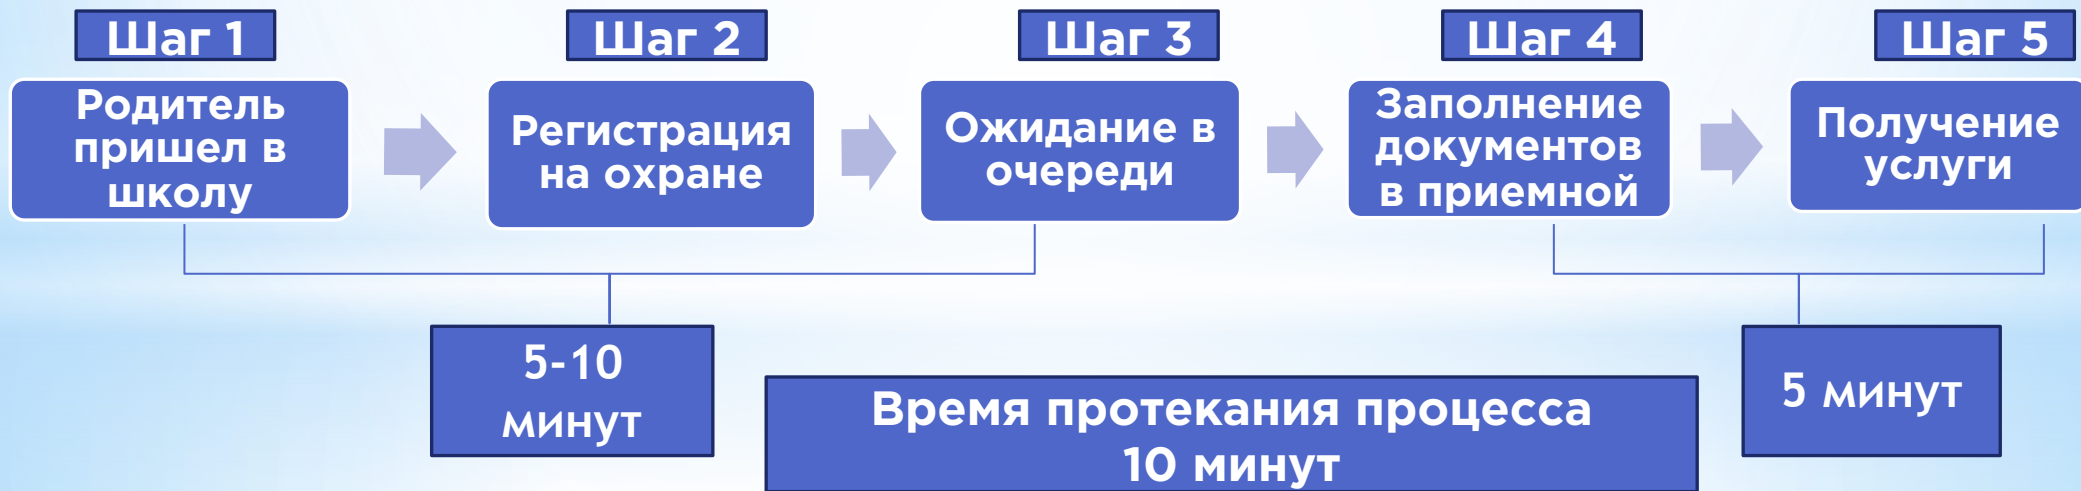 Шаг 1
Шаг 2
Шаг 3
Шаг 4
Шаг 5
Родитель
пришел в
школу
Регистрация
на охране
Ожидание в
очереди
Заполнение
документов
в приемной
Получение
услуги
5-10
минут
Время протекания процесса
10 минут
5 минут